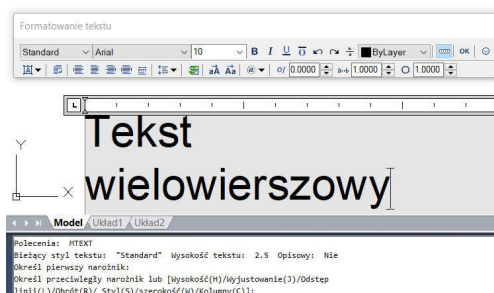 Formatowanie tekstu
Standard Arial 10 B I U O ByLayer OK
@ 0/ 0.0000 a-b 1.0000 O 1.0000
L
Tekst
wielowierszowy
Y
X
Model Układ1 Układ2
Polecenia: MTEXT
Bieżący styl tekstu: "Standard" Wysokość tekstu: 2.5 Opisowy: Nie
Określ pierwszy narożnik:
Określ przeciwległy narożnik lub [Wysokość(H)/Wyjustowanie(J)/Odstęp
linii(L)/Obrót(R)/ Styl(S)/szerokość(W)/Kolumny(C)]: